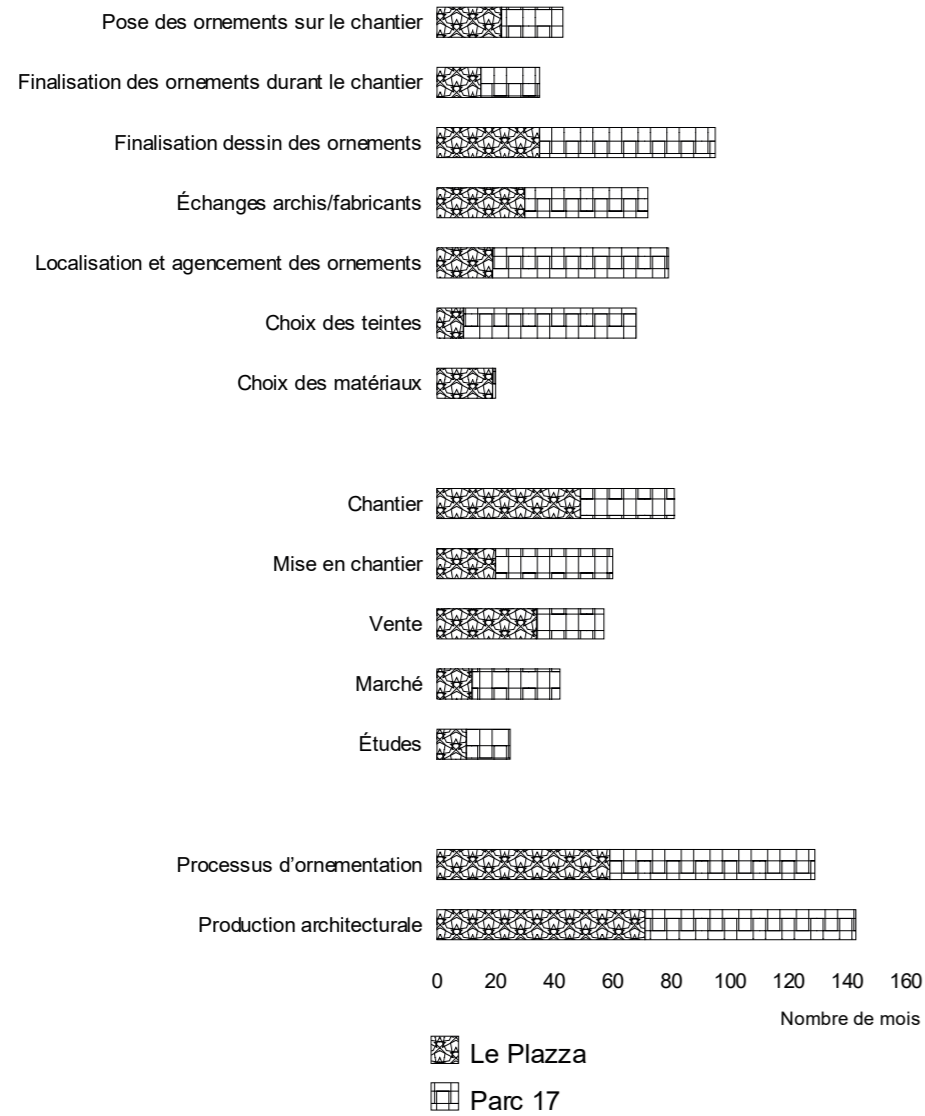 Pose des ornements sur le chantier
Finalisation des ornements durant le chantier
Finalisation dessin des ornements
Échanges archis/fabricants
Localisation et agencement des ornements
Choix des teintes
Choix des matériaux
Chantier
Mise en chantier
Vente
Marché
Études
Processus d'ornementation
Production architecturale
0 20 40 60 80 100 120 140 160
Nombre de mois
Le Plazza
Parc 17